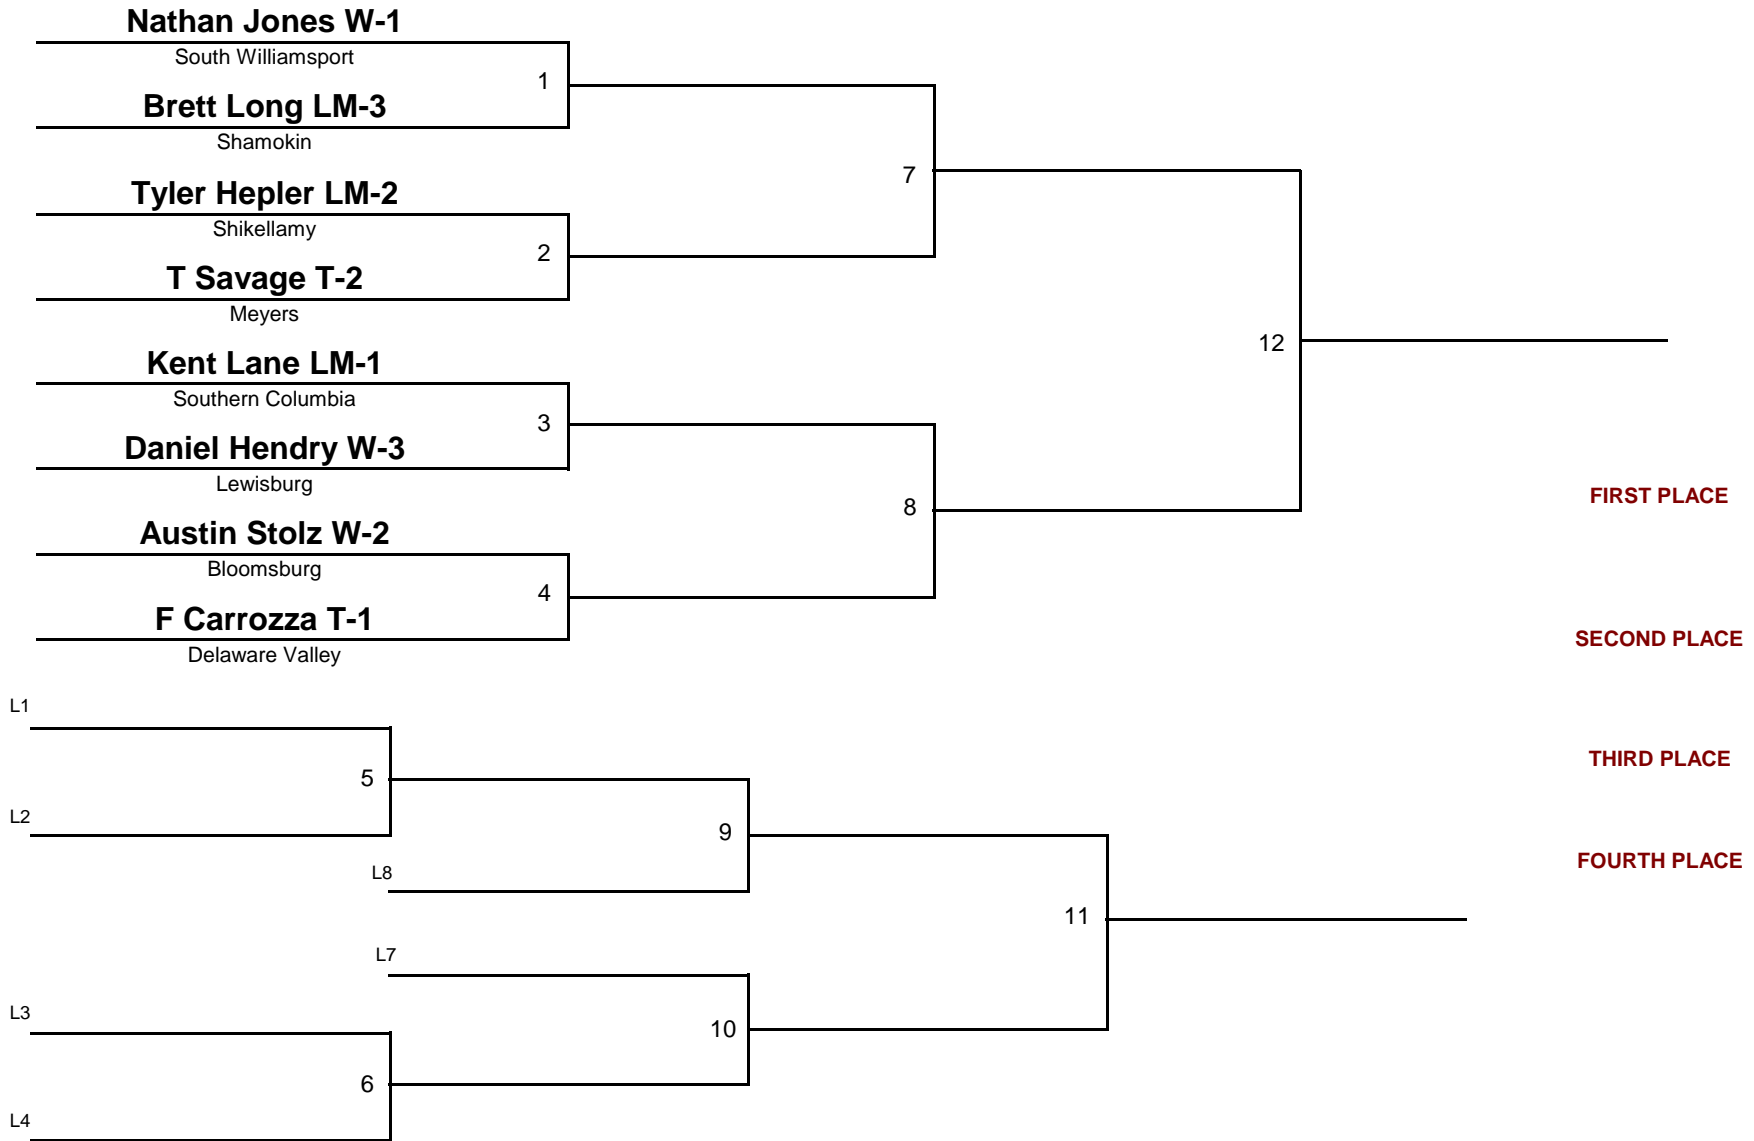 Nathan Jones W-1
South Williamsport
1
Brett Long LM-3
Shamokin
7
Tyler Hepler LM-2
Shikellamy
2
T Savage T-2
Meyers
12
Kent Lane LM-1
Southern Columbia
3
Daniel Hendry W-3
Lewisburg
FIRST PLACE
8
Austin Stolz W-2
Bloomsburg
4
F Carrozza T-1
SECOND PLACE
Delaware Valley
L1
THIRD PLACE
5
L2
9
FOURTH PLACE
L8
11
L7
L3
10
6
L4